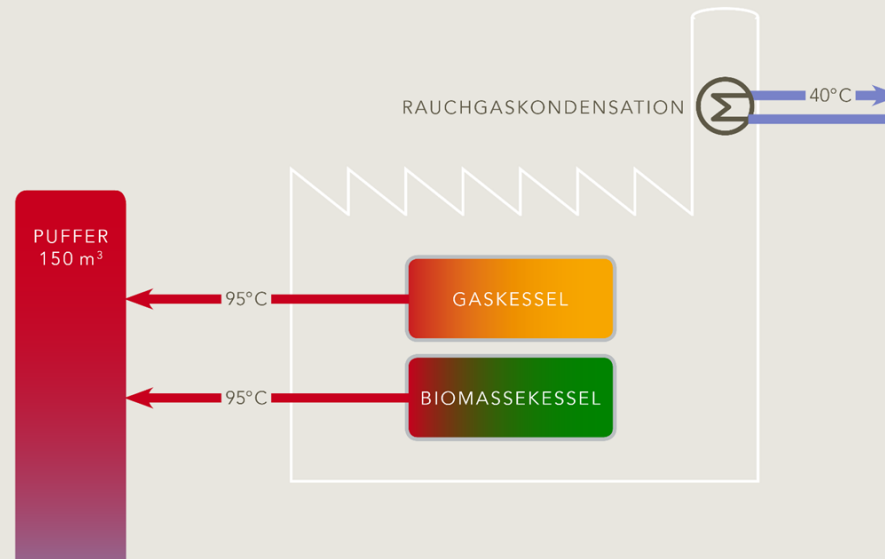 40°C
RAUCHGASKONDENSATION
PUFFER
150 m³
95°C
GASKESSEL
95°C
BIOMASSEKESSEL